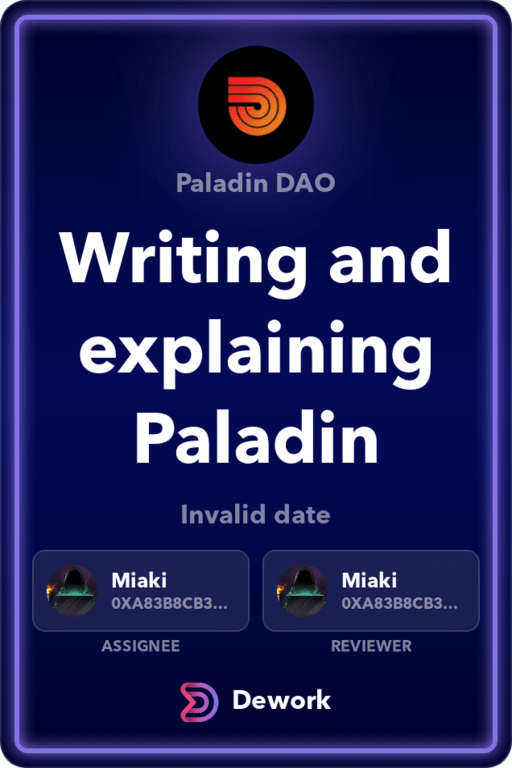 Paladin DAO
Writing and
explaining
Paladin
Invalid date
Miaki
0XA83B8CB3...
ASSIGNEE
Miaki
0XA83B8CB3...
REVIEWER
Dework